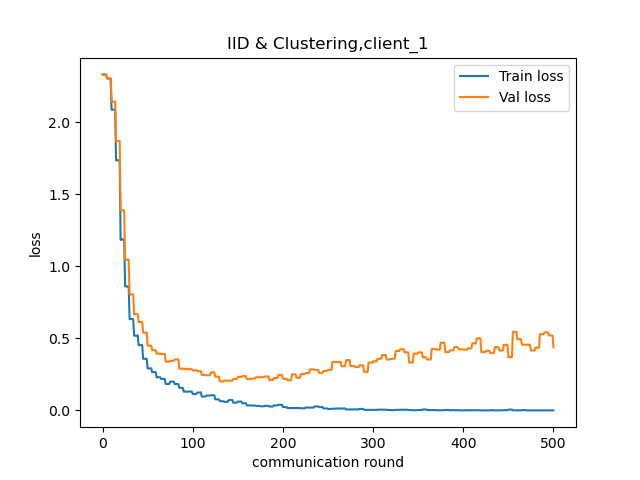 IID & Clustering,client_1
Train loss
Val loss
2.0
1.5
1.0
0.5
0.0
loss
0
100
200
300
400
500
communication round